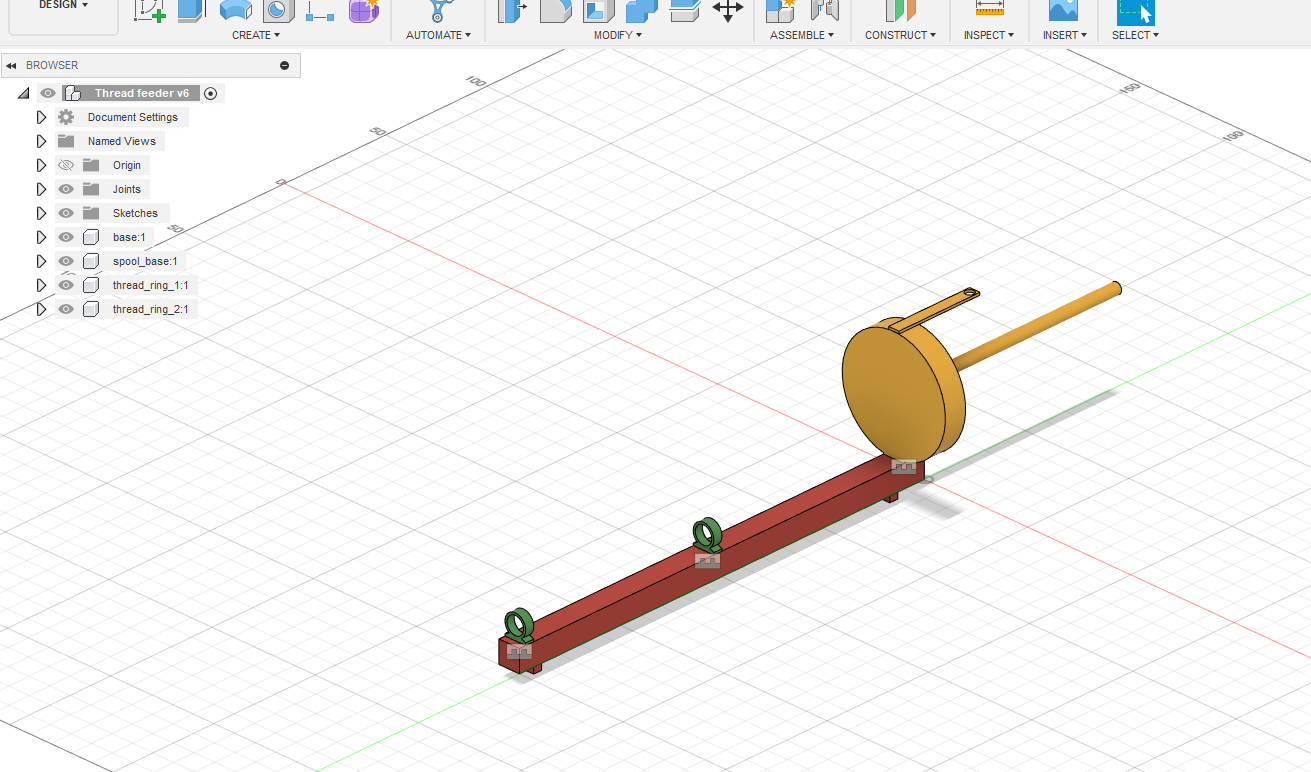 DESIGN
CREATE
AUTOMATE
MODIFY
ASSEMBLE
CONSTRUCT
INSPECT
INSERT
SELECT
BROWSER
Thread feeder v6
Document Settings
Named Views
Origin
Joints
Sketches
base:1
spool_base:1
thread_ring_1:1
thread_ring_2:1
100
50
0
50
150
100
0